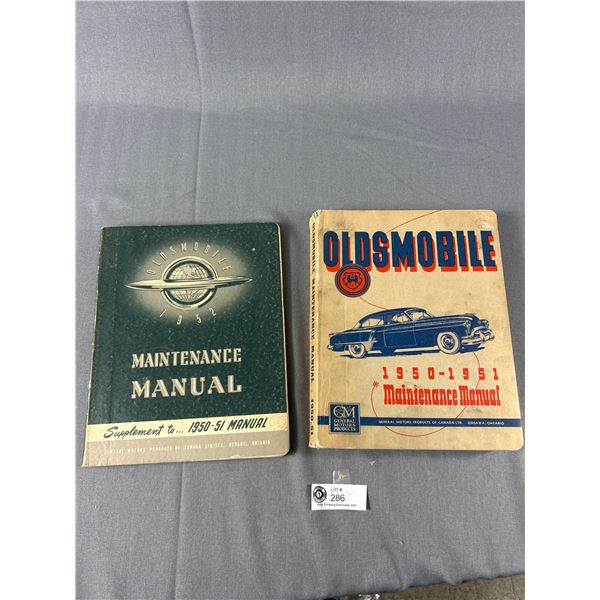 OLDSMOBILE
1952
MAINTENANCE
MANUAL
Supplement to... 1950-51 MANUAL
GENERAL MOTORS PRODUCTS OF CANADA LIMITED, OSHAWA, ONTARIO
OLDSMOBILE MAINTENANCE MANUAL 1950-51
OLDSMOBILE
1950-1951
Maintenance Manual
GM
GENERAL
MOTORS
PRODUCTS
GENERAL MOTORS PRODUCTS OF CANADA LTD. OSHAWA, ONTARIO
LOT #
286